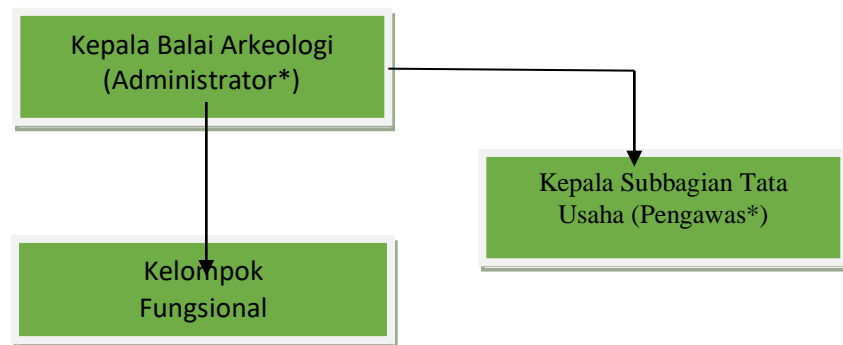 Kepala Balai Arkeologi
(Administrator*)
Kepala Subbagian Tata
Usaha (Pengawas*)
Kelompok
Fungsional